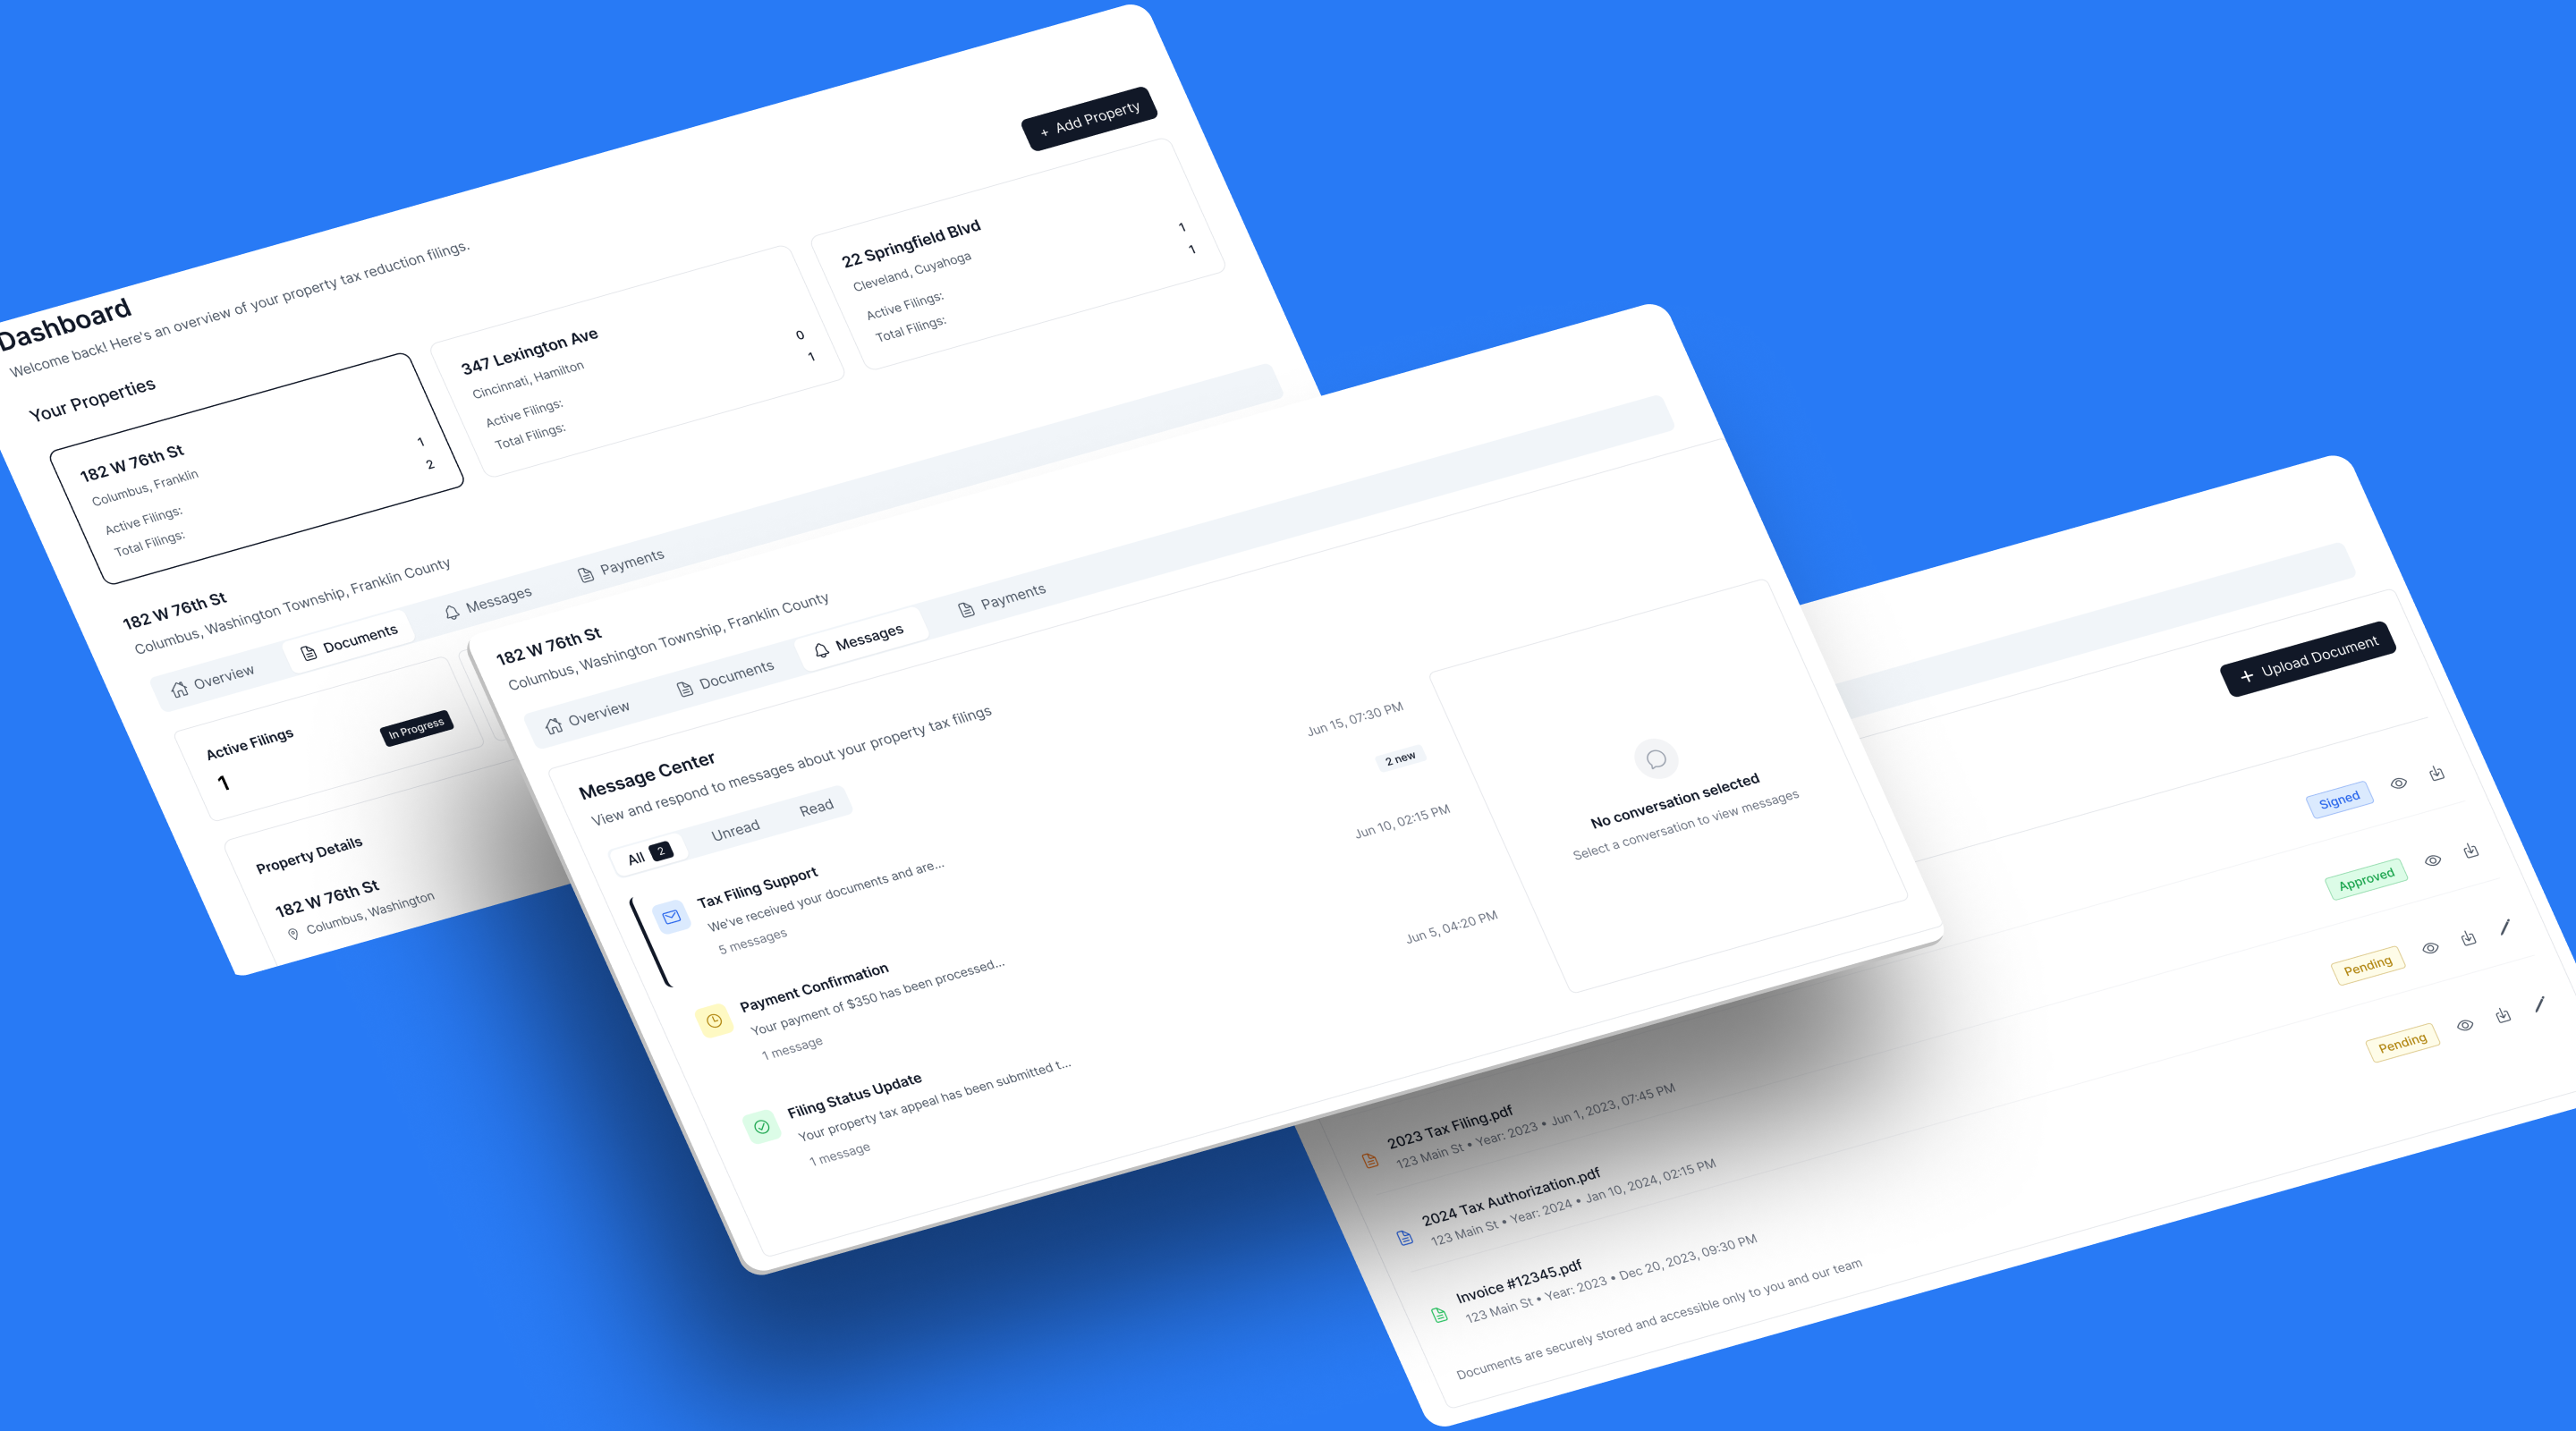 Dashboard
Welcome back! Here's an overview of your property tax reduction filings.
+ Add Property
Your Properties
182 W 76th St
Columbus, Franklin
Active Filings: 1
Total Filings: 2
347 Lexington Ave
Cincinnati, Hamilton
Active Filings: 0
Total Filings: 1
22 Springfield Blvd
Cleveland, Cuyahoga
Active Filings: 1
Total Filings: 1
182 W 76th St
Columbus, Washington Township, Franklin County
Overview Documents Messages Payments
Active Filings
In Progress
1
Property Details
182 W 76th St
Columbus, Washington
182 W 76th St
Columbus, Washington Township, Franklin County
Overview Documents Messages Payments
Message Center
View and respond to messages about your property tax filings
All 2 Unread Read
Tax Filing Support
We've received your documents and are...
5 messages
Jun 15, 07:30 PM
2 new
Payment Confirmation
Your payment of $350 has been processed...
1 message
Jun 10, 02:15 PM
Filing Status Update
Your property tax appeal has been submitted t...
1 message
Jun 5, 04:20 PM
No conversation selected
Select a conversation to view messages
+ Upload Document
Signed
Approved
2023 Tax Filing.pdf
123 Main St • Year: 2023 • Jun 1, 2023, 07:45 PM
2024 Tax Authorization.pdf
123 Main St • Year: 2024 • Jan 10, 2024, 02:15 PM
Pending
Invoice #12345.pdf
123 Main St • Year: 2023 • Dec 20, 2023, 09:30 PM
Pending
Documents are securely stored and accessible only to you and our team